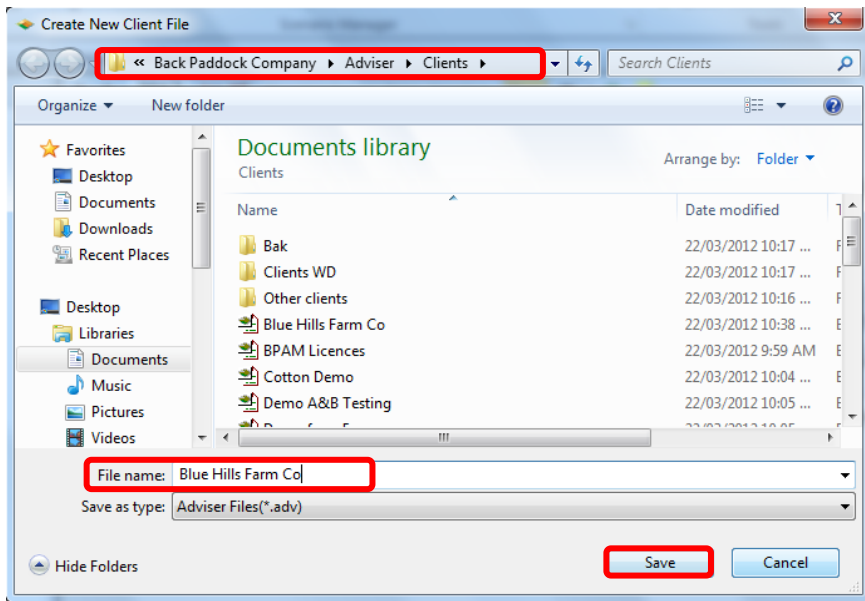 Create New Client File
« Back Paddock Company Adviser Clients
Search Clients
Organize New folder
Favorites
Desktop
Documents
Downloads
Recent Places
Desktop
Libraries
Documents
Music
Pictures
Videos
Documents library
Clients
Arrange by: Folder
Name Date modified
Bak 22/03/2012 10:17 ...
Clients WD 22/03/2012 10:17 ...
Other clients 22/03/2012 10:16 ...
Blue Hills Farm Co 22/03/2012 10:38 ...
BPAM Licences 22/03/2012 9:59 AM
Cotton Demo 22/03/2012 10:04 ...
Demo A&B Testing 22/03/2012 10:05 ...
File name: Blue Hills Farm Co
Save as type: Adviser Files(*.adv)
Hide Folders
Save Cancel